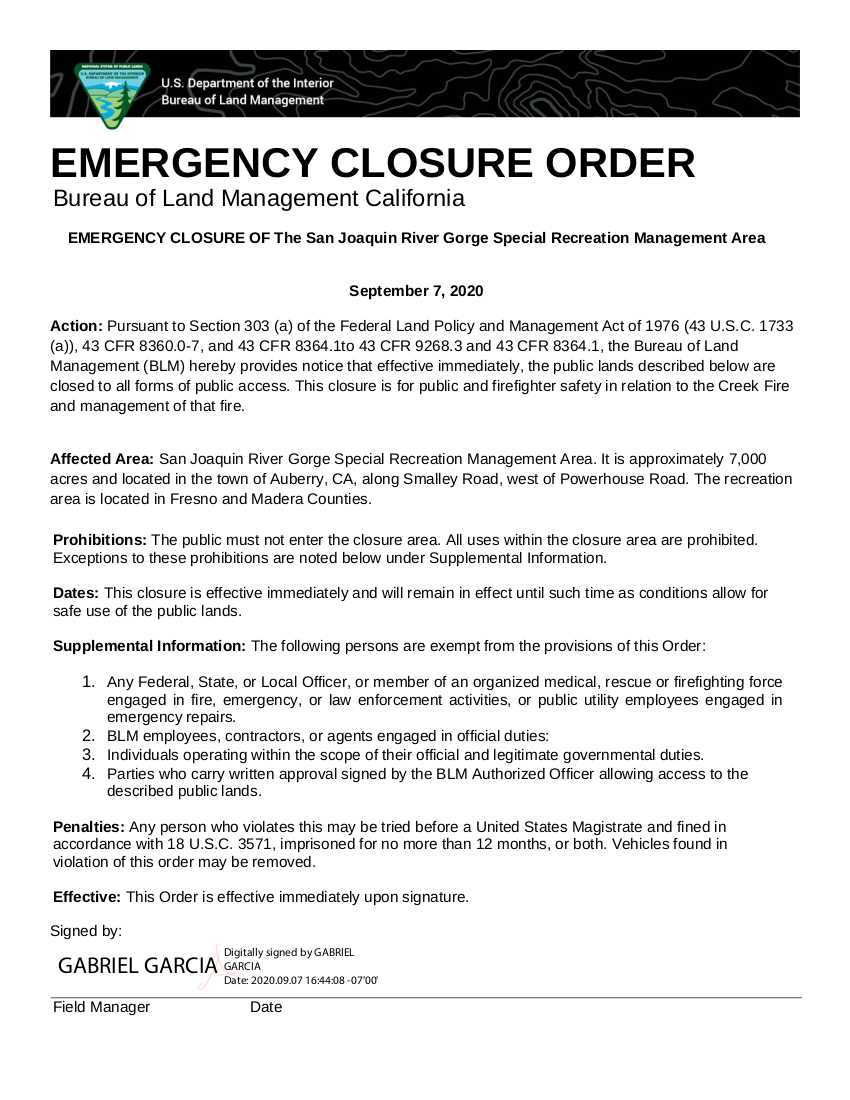 NATIONAL SYSTEM OF PUBLIC LANDS
U.S. DEPARTMENT OF THE INTERIOR
BUREAU OF LAND MANAGEMENT
U.S. Department of the Interior
Bureau of Land Management
EMERGENCY CLOSURE ORDER
Bureau of Land Management California
EMERGENCY CLOSURE OF The San Joaquin River Gorge Special Recreation Management Area
September 7, 2020
Action: Pursuant to Section 303 (a) of the Federal Land Policy and Management Act of 1976 (43 U.S.C. 1733
(a)), 43 CFR 8360.0-7, and 43 CFR 8364.1to 43 CFR 9268.3 and 43 CFR 8364.1, the Bureau of Land
Management (BLM) hereby provides notice that effective immediately, the public lands described below are
closed to all forms of public access. This closure is for public and firefighter safety in relation to the Creek Fire
and management of that fire.
Affected Area: San Joaquin River Gorge Special Recreation Management Area. It is approximately 7,000
acres and located in the town of Auberry, CA, along Smalley Road, west of Powerhouse Road. The recreation
area is located in Fresno and Madera Counties.
Prohibitions: The public must not enter the closure area. All uses within the closure area are prohibited.
Exceptions to these prohibitions are noted below under Supplemental Information.
Dates: This closure is effective immediately and will remain in effect until such time as conditions allow for
safe use of the public lands.
Supplemental Information: The following persons are exempt from the provisions of this Order:
1. Any Federal, State, or Local Officer, or member of an organized medical, rescue or firefighting force
engaged in fire, emergency, or law enforcement activities, or public utility employees engaged in
emergency repairs.
2. BLM employees, contractors, or agents engaged in official duties:
3. Individuals operating within the scope of their official and legitimate governmental duties.
4. Parties who carry written approval signed by the BLM Authorized Officer allowing access to the
described public lands.
Penalties: Any person who violates this may be tried before a United States Magistrate and fined in
accordance with 18 U.S.C. 3571, imprisoned for no more than 12 months, or both. Vehicles found in
violation of this order may be removed.
Effective: This Order is effective immediately upon signature.
Signed by:
GABRIEL GARCIA
Digitally signed by GABRIEL
GARCIA
Date: 2020.09.07 16:44:08 -07'00'
Field Manager Date